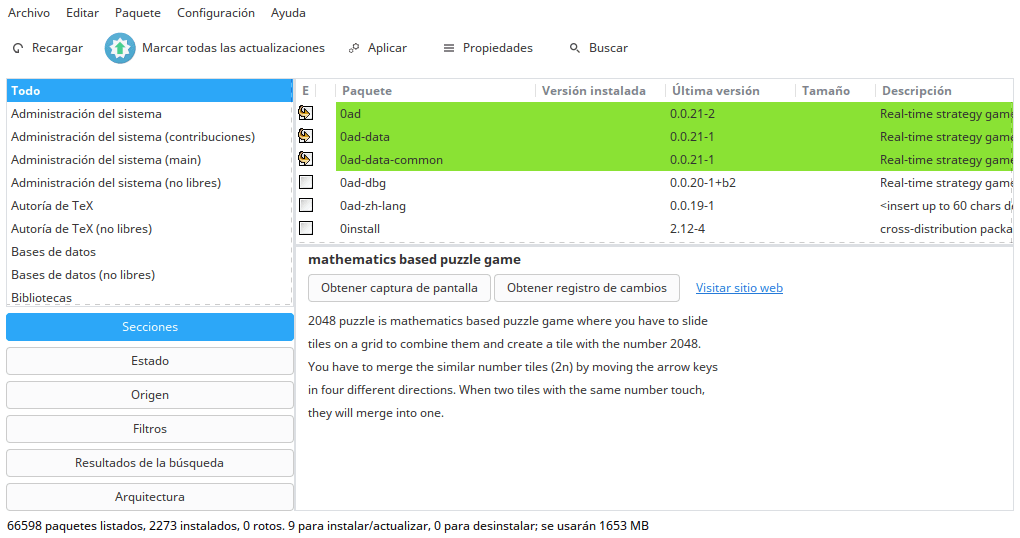 Archivo Editar Paquete Configuración Ayuda
Recargar Marcar todas las actualizaciones Aplicar Propiedades Buscar
Todo
Administración del sistema
Administración del sistema (contribuciones)
Administración del sistema (main)
Administración del sistema (no libres)
Autoría de TeX
Autoría de TeX (no libres)
Bases de datos
Bases de datos (no libres)
Bibliotecas
Secciones
Estado
Origen
Filtros
Resultados de la búsqueda
Arquitectura
E Paquete Versión instalada Última versión Tamaño Descripción
0ad 0.0.21-2 Real-time strategy game
0ad-data 0.0.21-1 Real-time strategy game
0ad-data-common 0.0.21-1 Real-time strategy game
0ad-dbg 0.0.20-1+b2 Real-time strategy game
0ad-zh-lang 0.0.19-1 <insert up to 60 chars
0install 2.12-4 cross-distribution packa
mathematics based puzzle game
Obtener captura de pantalla Obtener registro de cambios Visitar sitio web
2048 puzzle is mathematics based puzzle game where you have to slide
tiles on a grid to combine them and create a tile with the number 2048.
You have to merge the similar number tiles (2n) by moving the arrow keys
in four different directions. When two tiles with the same number touch,
they will merge into one.
66598 paquetes listados, 2273 instalados, 0 rotos. 9 para instalar/actualizar, 0 para desinstalar; se usarán 1653 MB